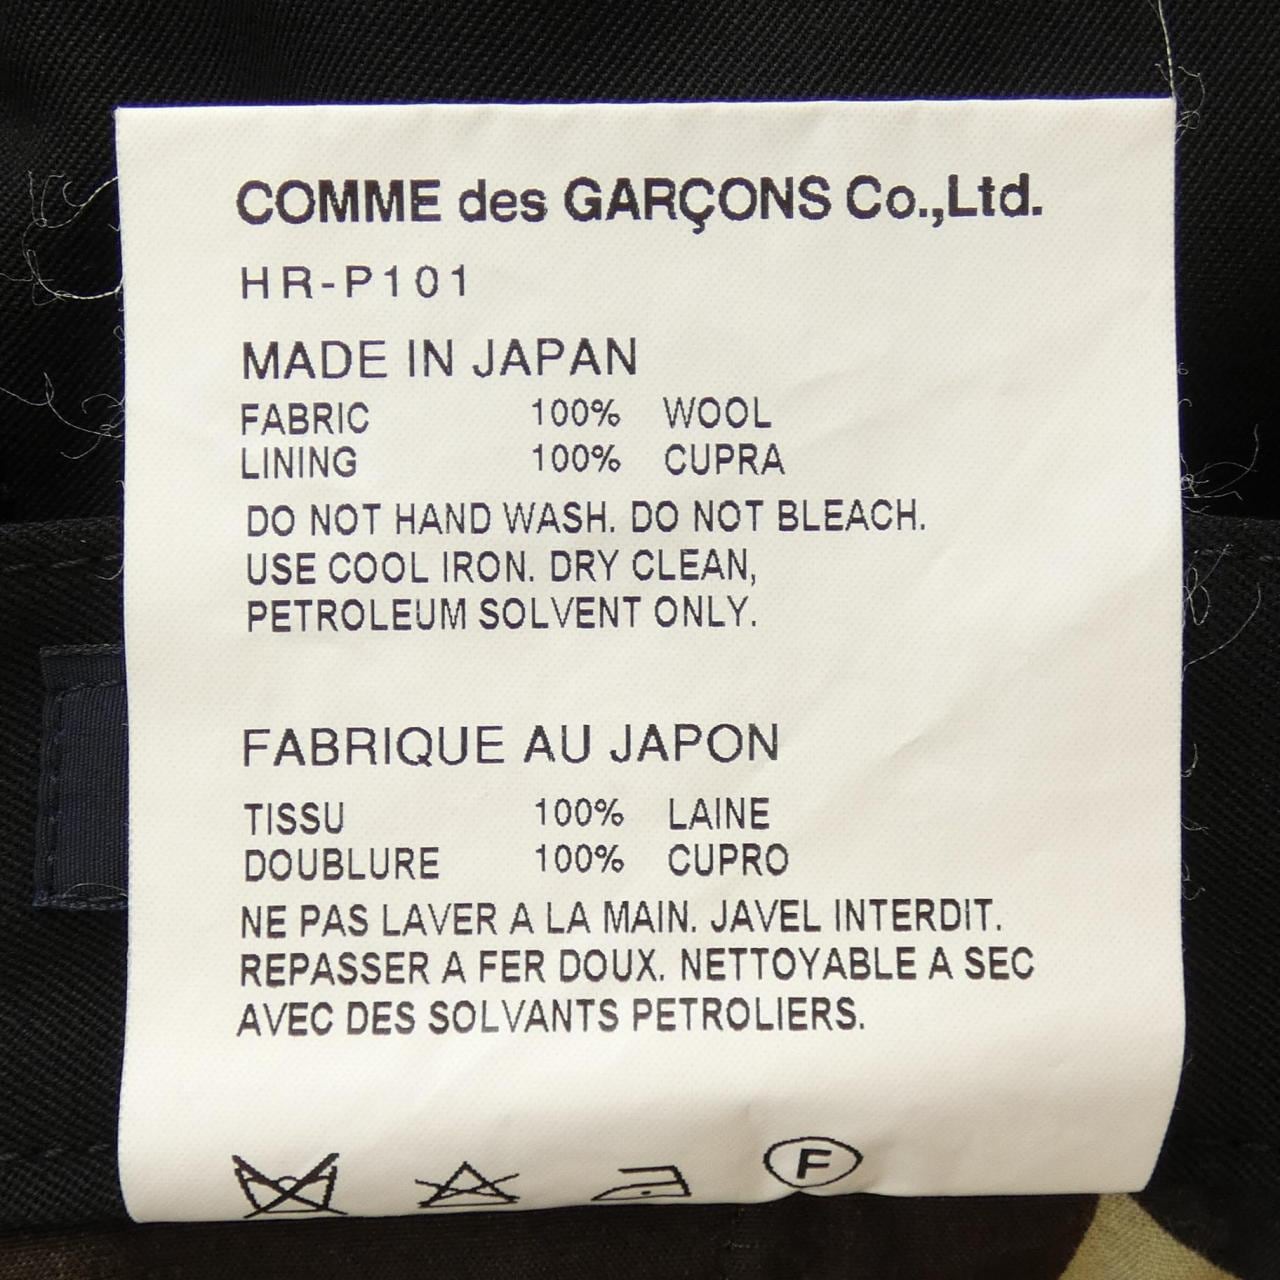 COMME des GARÇONS Co.,Ltd.
HR-P101
MADE IN JAPAN
FABRIC 100% WOOL
LINING 100% CUPRA
DO NOT HAND WASH. DO NOT BLEACH.
USE COOL IRON. DRY CLEAN,
PETROLEUM SOLVENT ONLY.
FABRIQUE AU JAPON
TISSU 100% LAINE
DOUBLURE 100% CUPRO
NE PAS LAVER A LA MAIN. JAVEL INTERDIT.
REPASSER A FER DOUX. NETTOYABLE A SEC
AVEC DES SOLVANTS PETROLIERS.
F